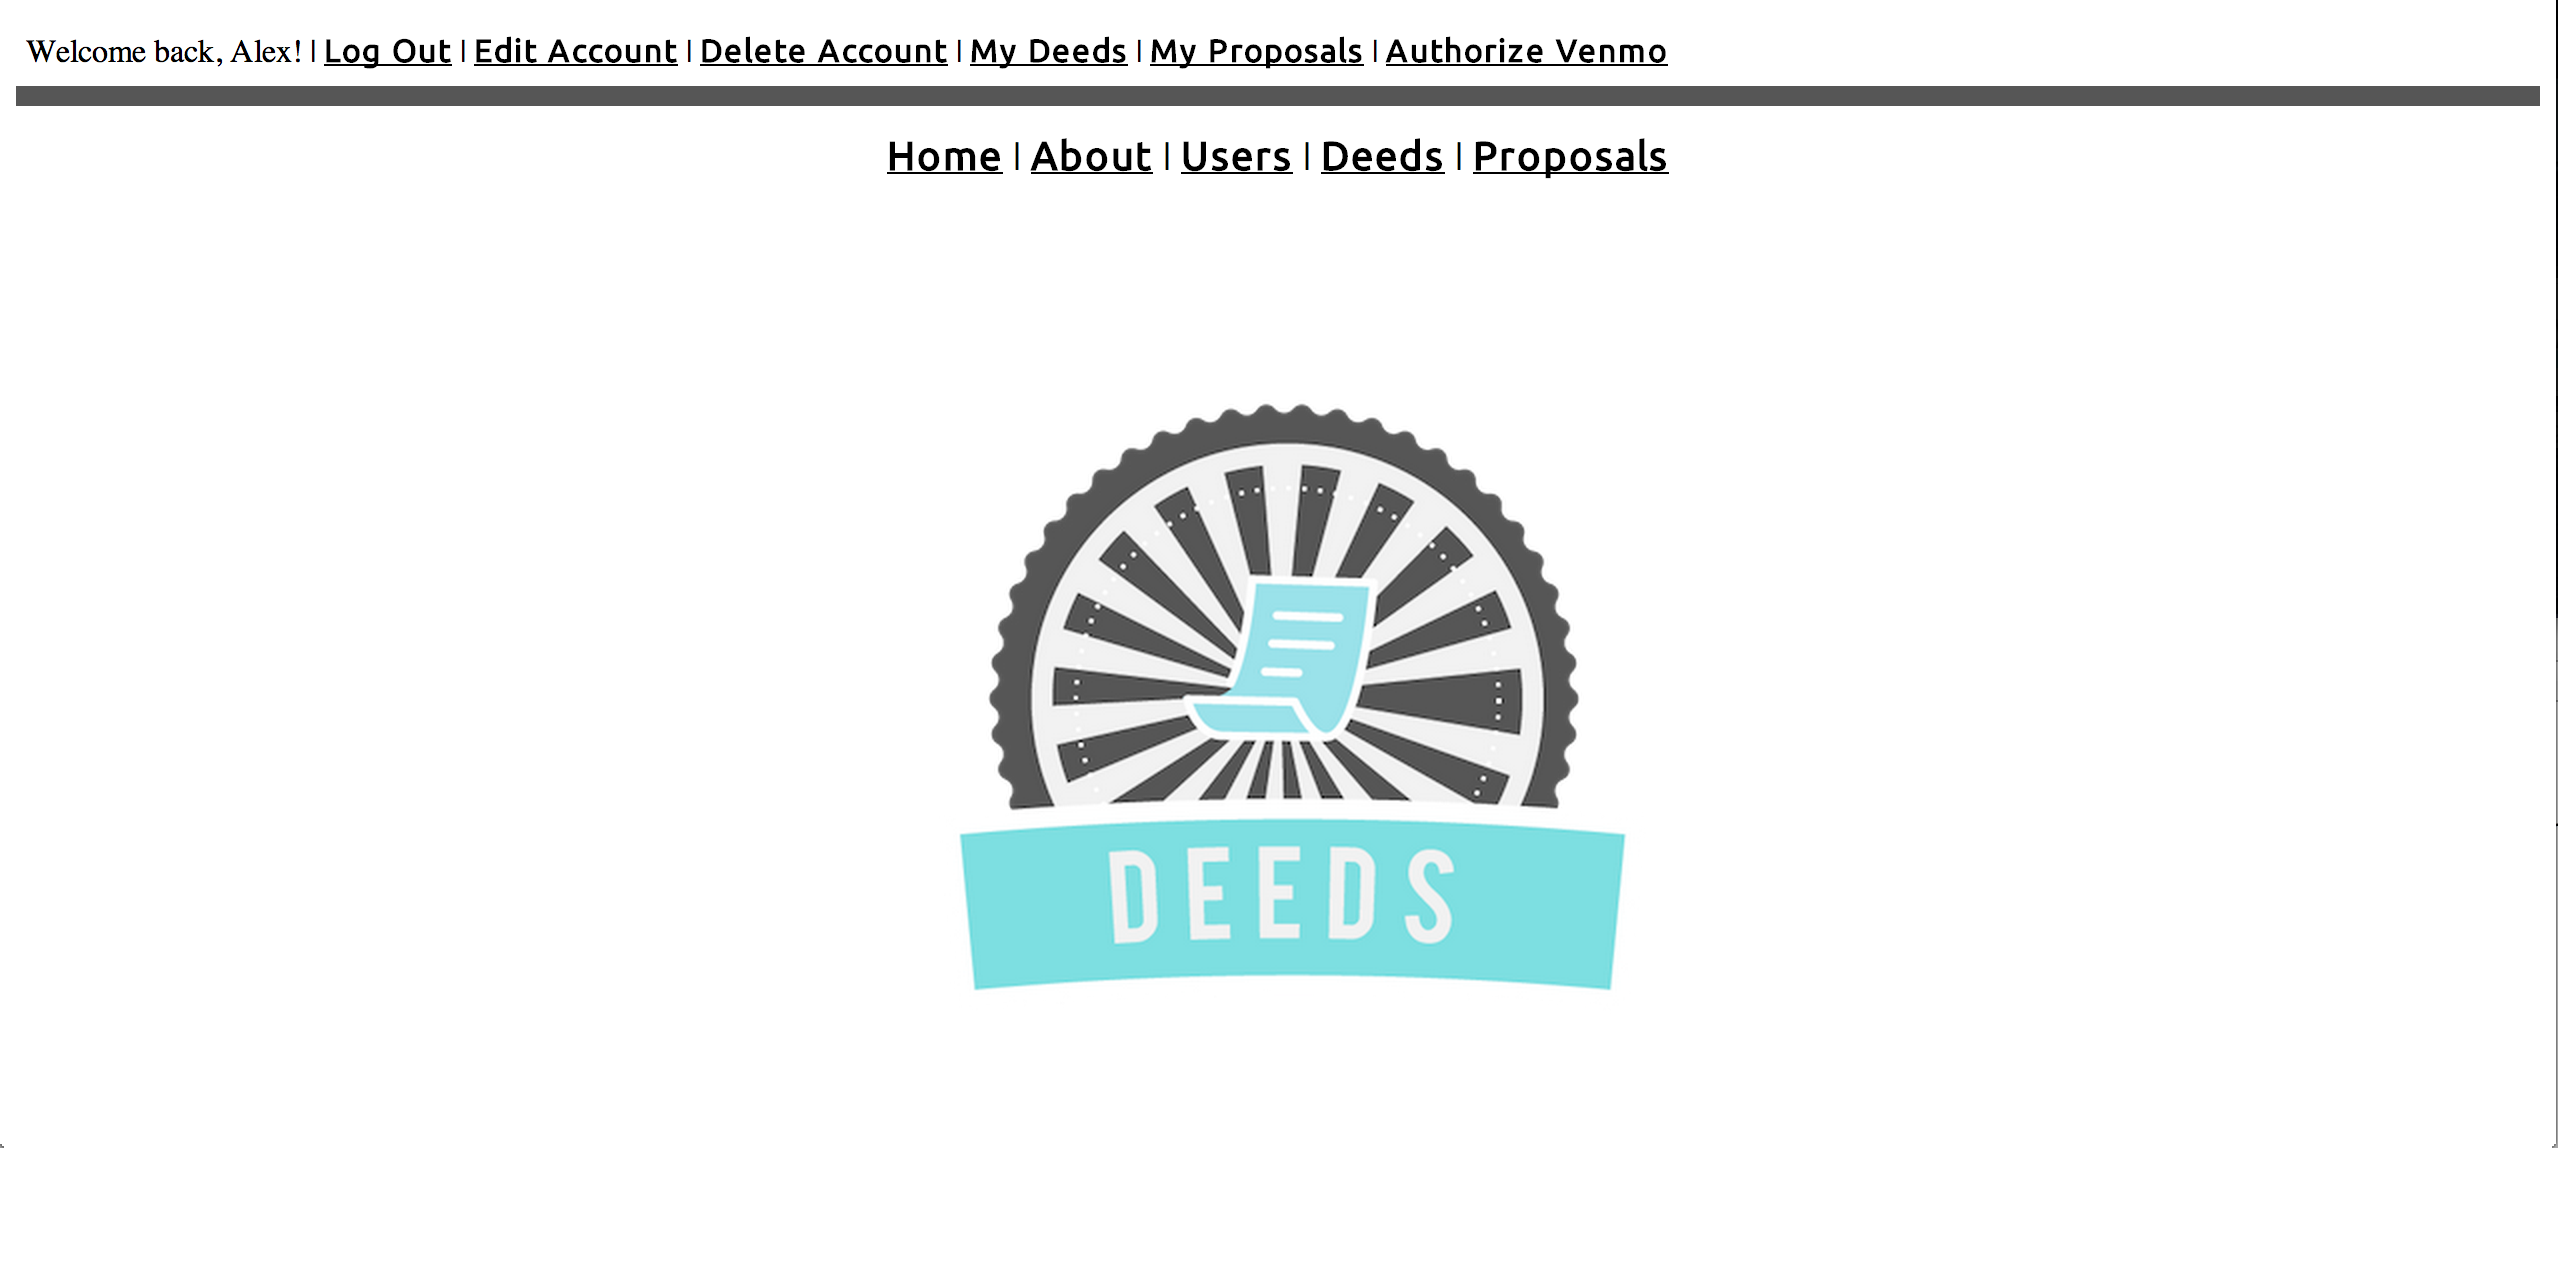 Welcome back, Alex! | Log Out | Edit Account | Delete Account | My Deeds | My Proposals | Authorize Venmo
Home | About | Users | Deeds | Proposals
DEEDS